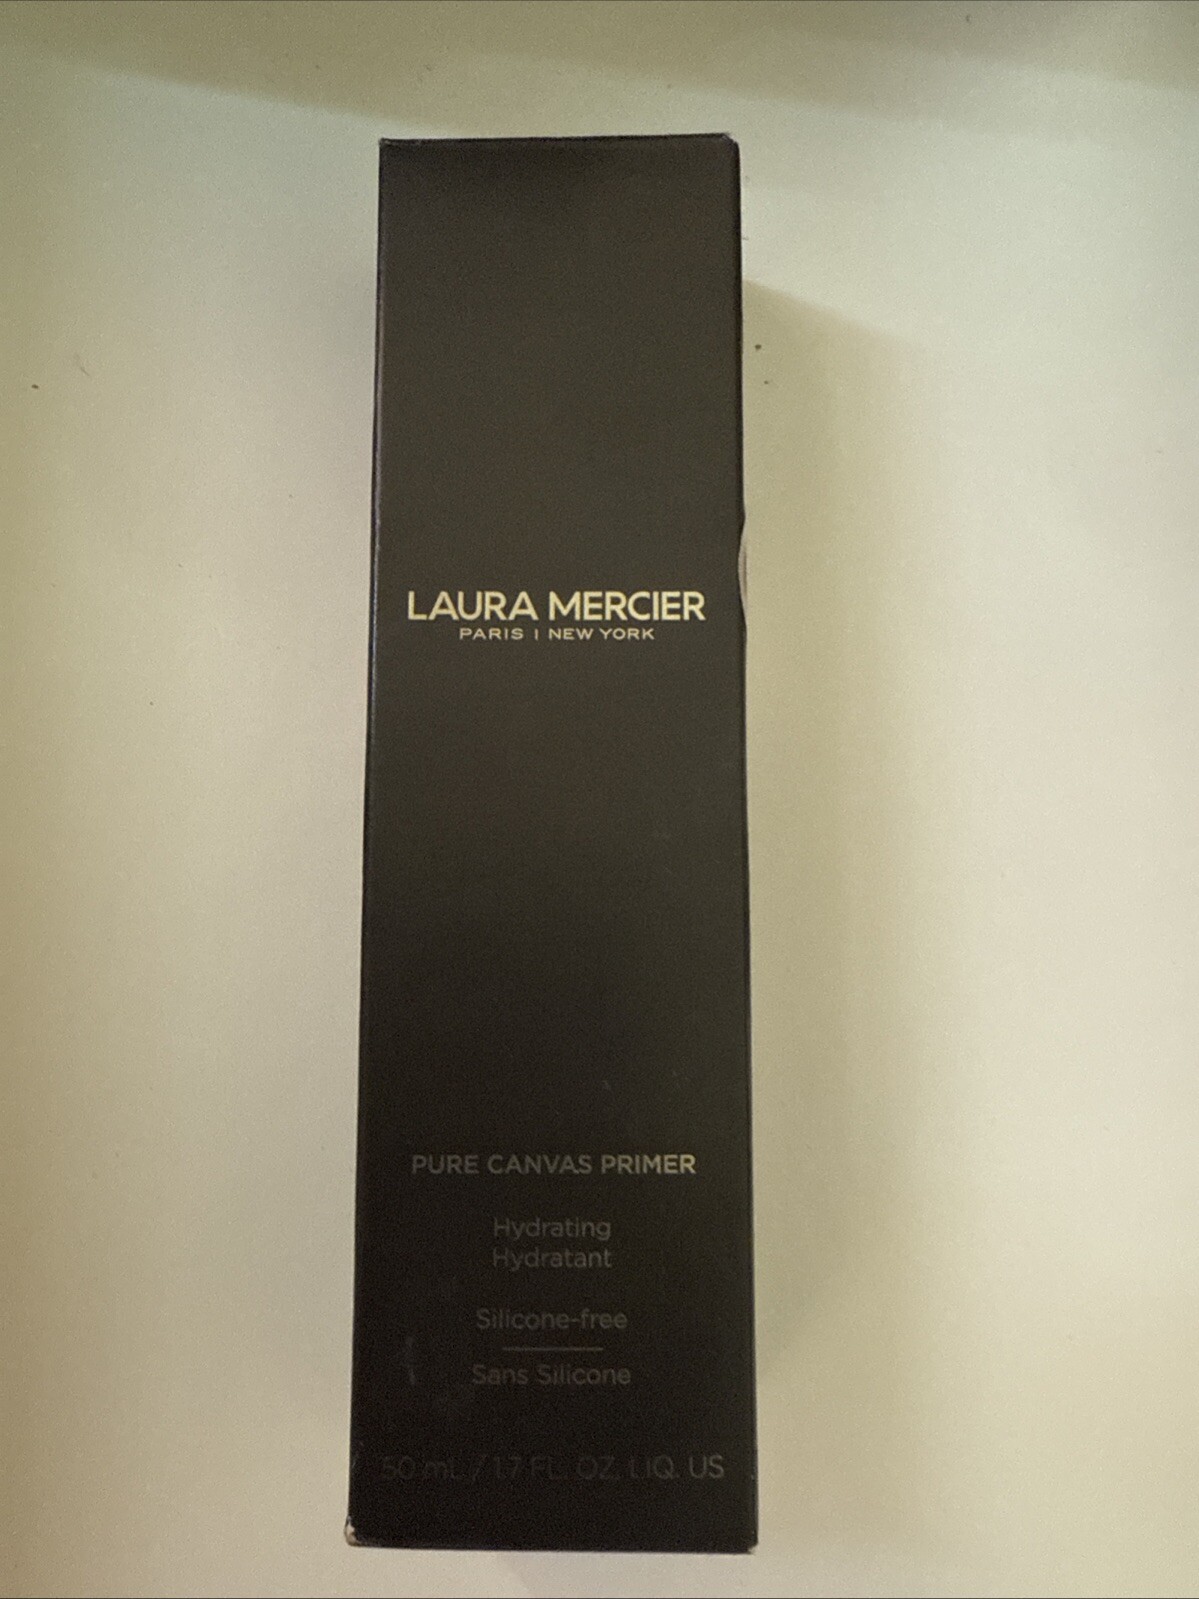 LAURA MERCIER
PARIS | NEW YORK
PURE CANVAS PRIMER
Hydrating
Hydratant
Silicone-free
Sans Silicone
50 mL / 1.7 FL. OZ. LIQ. US